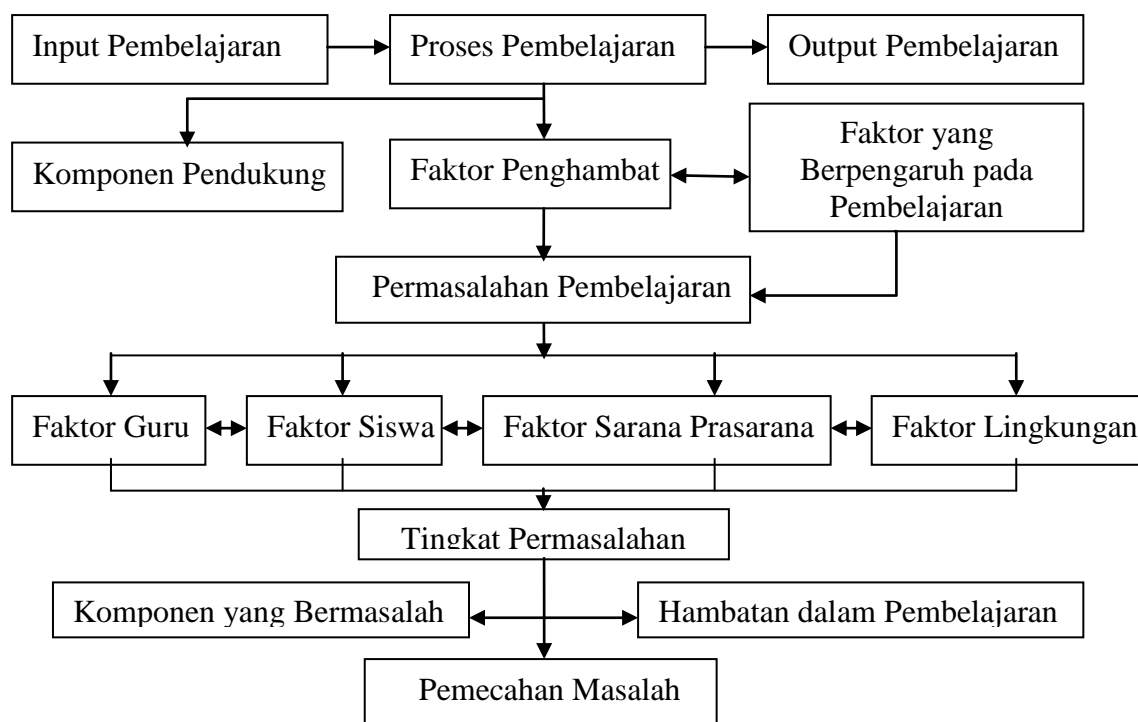 Input Pembelajaran
Proses Pembelajaran
Output Pembelajaran
Komponen Pendukung
Faktor Penghambat
Faktor yang
Berpengaruh pada
Pembelajaran
Permasalahan Pembelajaran
Faktor Guru
Faktor Siswa
Faktor Sarana Prasarana
Faktor Lingkungan
Tingkat Permasalahan
Komponen yang Bermasalah
Hambatan dalam Pembelajaran
Pemecahan Masalah